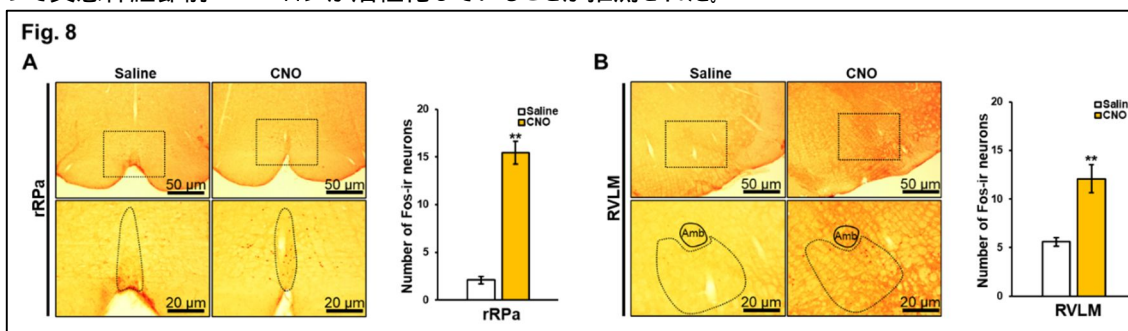 Fig. 8
A
Saline
CNO
rRPa
50 µm
50 µm
20 µm
20 µm
Number of Fos-ir neurons
20
15
10
5
0
Saline
CNO
**
rRPa
B
Saline
CNO
RVLM
50 µm
50 µm
Amb
Amb
20 µm
20 µm
Number of Fos-ir neurons
20
15
10
5
0
Saline
CNO
**
RVLM